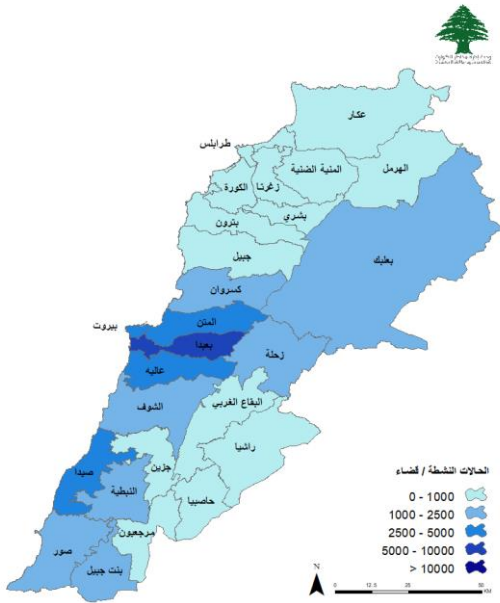 عكار
طرابلس
الهرمل
المنية الضنية
زغرتا
الكورة
بشري
بترون
بعلبك
جبيل
كسروان
المتن
بيروت
بعبدا
زحلة
عاليه
البقاع الغربي
الشوف
راشيا
صيدا
جزين
النبطية
حاصبيا
مرجعيون
صور
بنت جبيل
الحالات النشطة / قضاء
0 - 1000
1000 - 2500
2500 - 5000
5000 - 10000
> 10000
N
0 12.5 25 50
KM